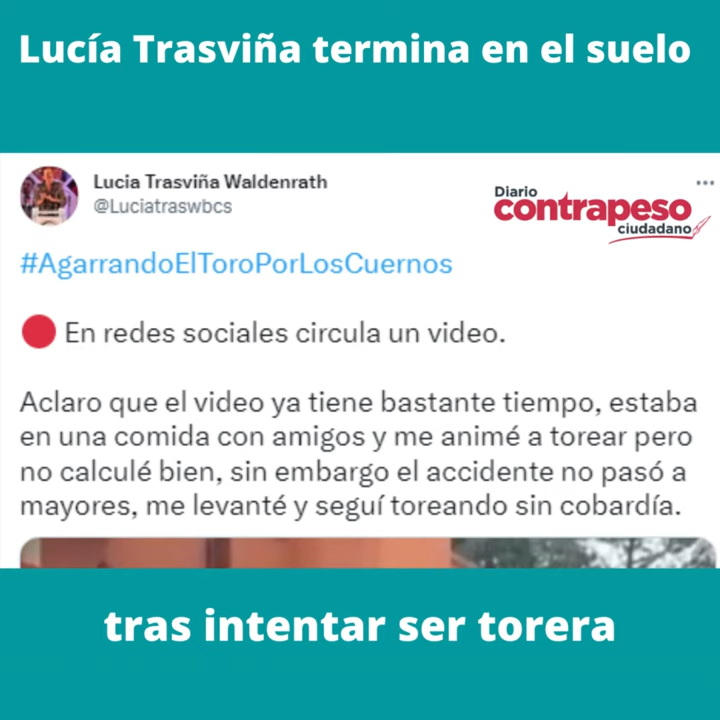 Lucía Trasviña termina en el suelo
Lucia Trasviña Waldenrath
@Luciatraswbcs
Diario
contrapeso
ciudadano
#AgarrandoElToroPorLosCuernos
En redes sociales circula un video.
Aclaro que el video ya tiene bastante tiempo, estaba
en una comida con amigos y me animé a torear pero
no calculé bien, sin embargo el accidente no pasó a
mayores, me levanté y seguí toreando sin cobardía.
tras intentar ser torera